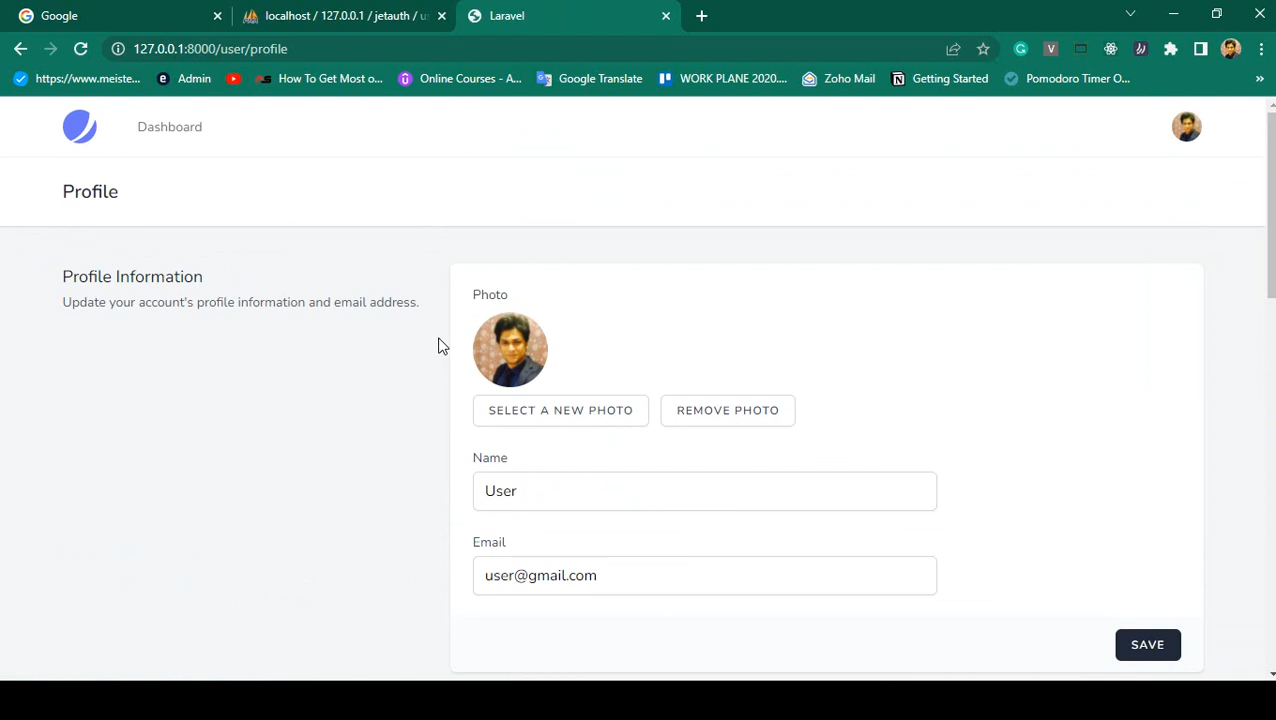 Google
localhost / 127.0.0.1 / jetauth / us
Laravel
127.0.0.1:8000/user/profile
https://www.meiste...
Admin
How To Get Most o...
Online Courses - A...
Google Translate
WORK PLANE 2020....
Zoho Mail
Getting Started
Pomodoro Timer O...
»
Dashboard
Profile
Profile Information
Update your account's profile information and email address.
Photo
SELECT A NEW PHOTO
REMOVE PHOTO
Name
User
Email
user@gmail.com
SAVE